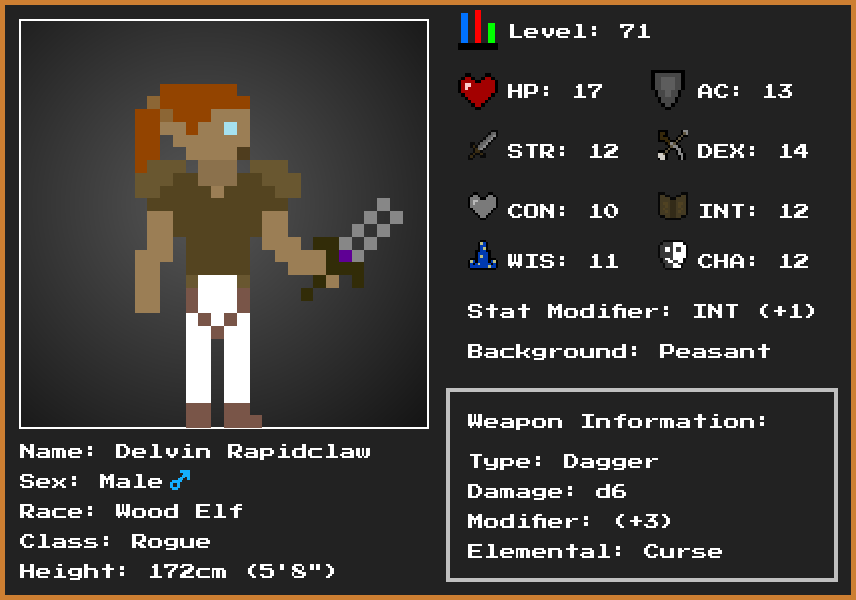 Level: 71
HP: 17 AC: 13
STR: 12 DEX: 14
CON: 10 INT: 12
WIS: 11 CHA: 12
Stat Modifier: INT (+1)
Background: Peasant
Weapon Information:
Type: Dagger
Damage: d6
Modifier: (+3)
Elemental: Curse
Name: Delvin Rapidclaw
Sex: Male♂
Race: Wood Elf
Class: Rogue
Height: 172cm (5'8")